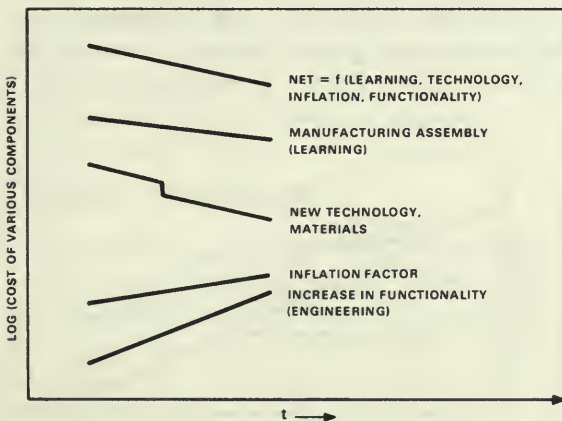 LOG (COST OF VARIOUS COMPONENTS)
NET = f (LEARNING, TECHNOLOGY,
INFLATION, FUNCTIONALITY)
MANUFACTURING ASSEMBLY
(LEARNING)
NEW TECHNOLOGY,
MATERIALS
INFLATION FACTOR
INCREASE IN FUNCTIONALITY
(ENGINEERING)
t